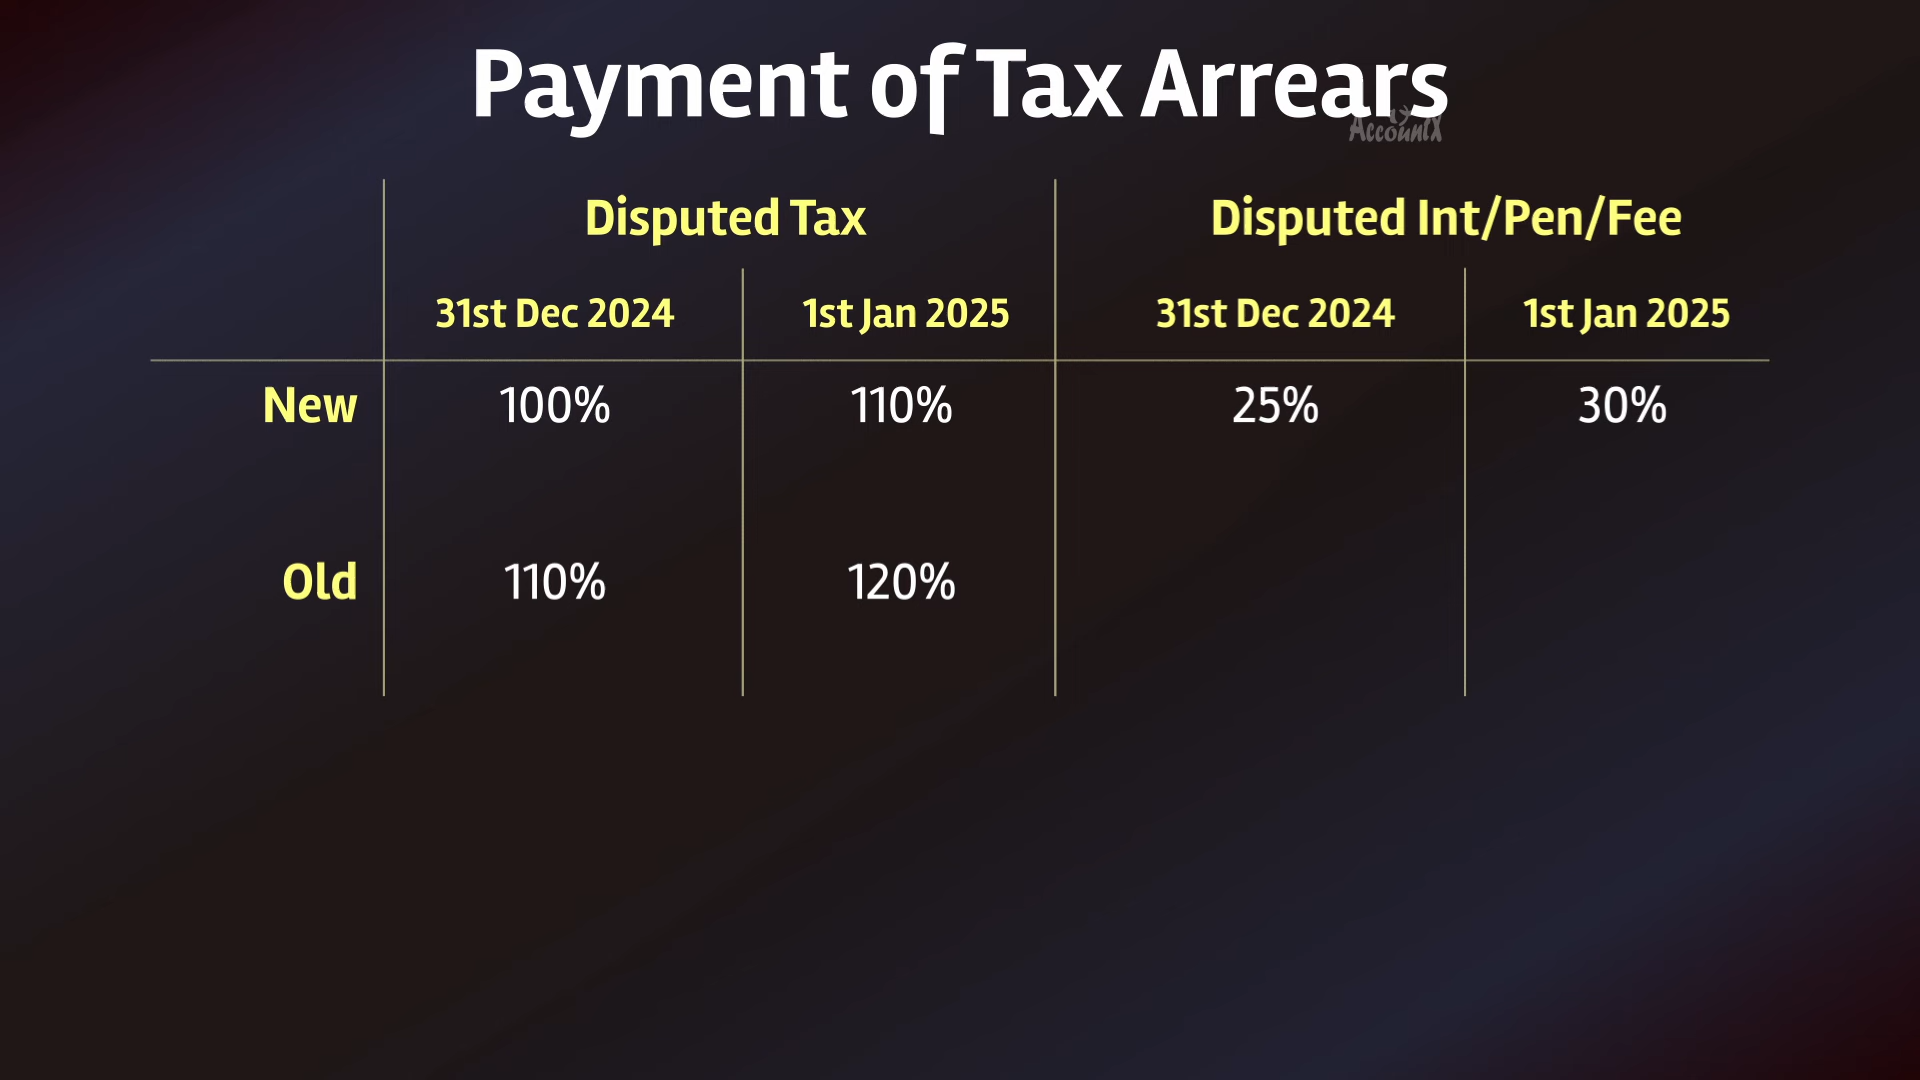 Payment of Tax Arrears
AccountX
Disputed Tax Disputed Int/Pen/Fee
31st Dec 2024 1st Jan 2025 31st Dec 2024 1st Jan 2025
New 100% 110% 25% 30%
Old 110% 120%